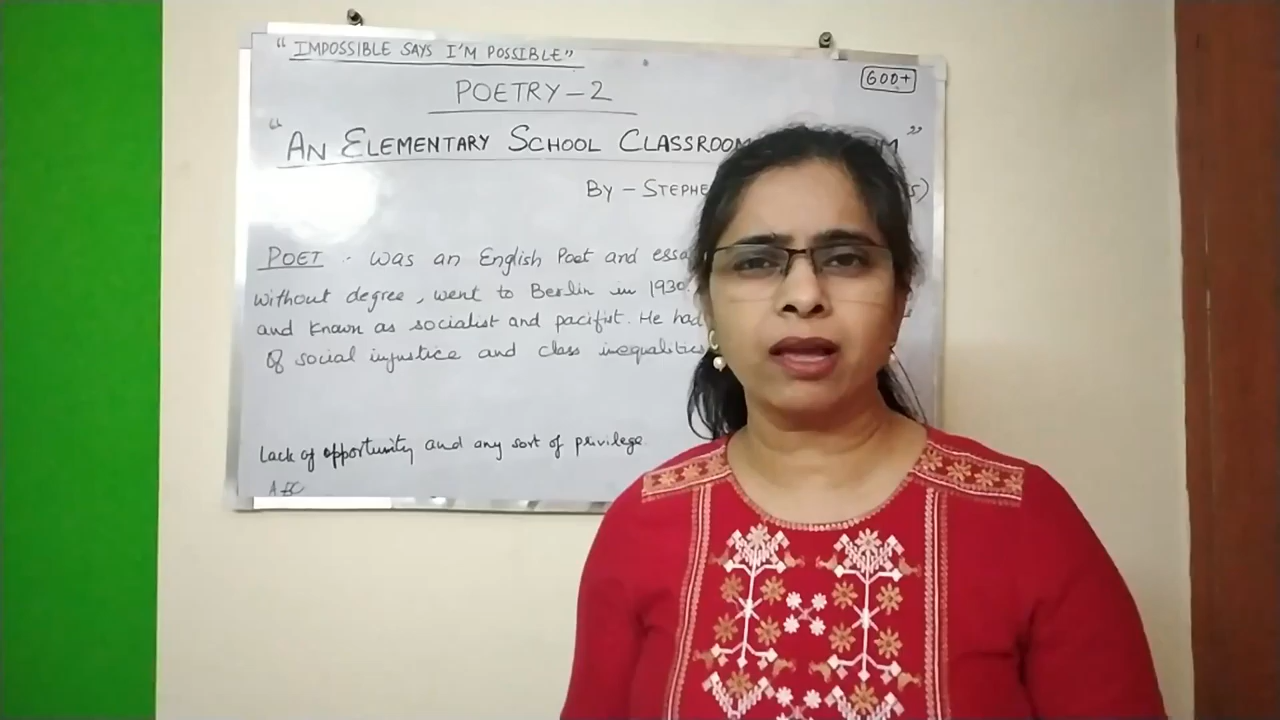 "IMPOSSIBLE SAYS I'M POSSIBLE"
600+
POETRY - 2
"AN ELEMENTARY SCHOOL CLASSROOM"
BY - STEPHE
POET - was an English Poet and essa
without degree, went to Berlin in 1930.
and known as socialist and pacifist. He had
of social injustice and class inequalities
Lack of opportunity and any sort of privilege.